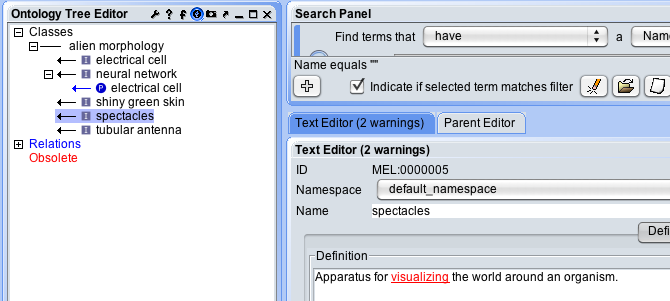 Ontology Tree Editor
Classes
alien morphology
electrical cell
neural network
electrical cell
shiny green skin
spectacles
tubular antenna
Relations
Obsolete
Search Panel
Find terms that have a Name
Name equals ""
Indicate if selected term matches filter
Text Editor (2 warnings) Parent Editor
Text Editor (2 warnings)
ID MEL:0000005
Namespace default_namespace
Name spectacles
Defi
Definition
Apparatus for visualizing the world around an organism.